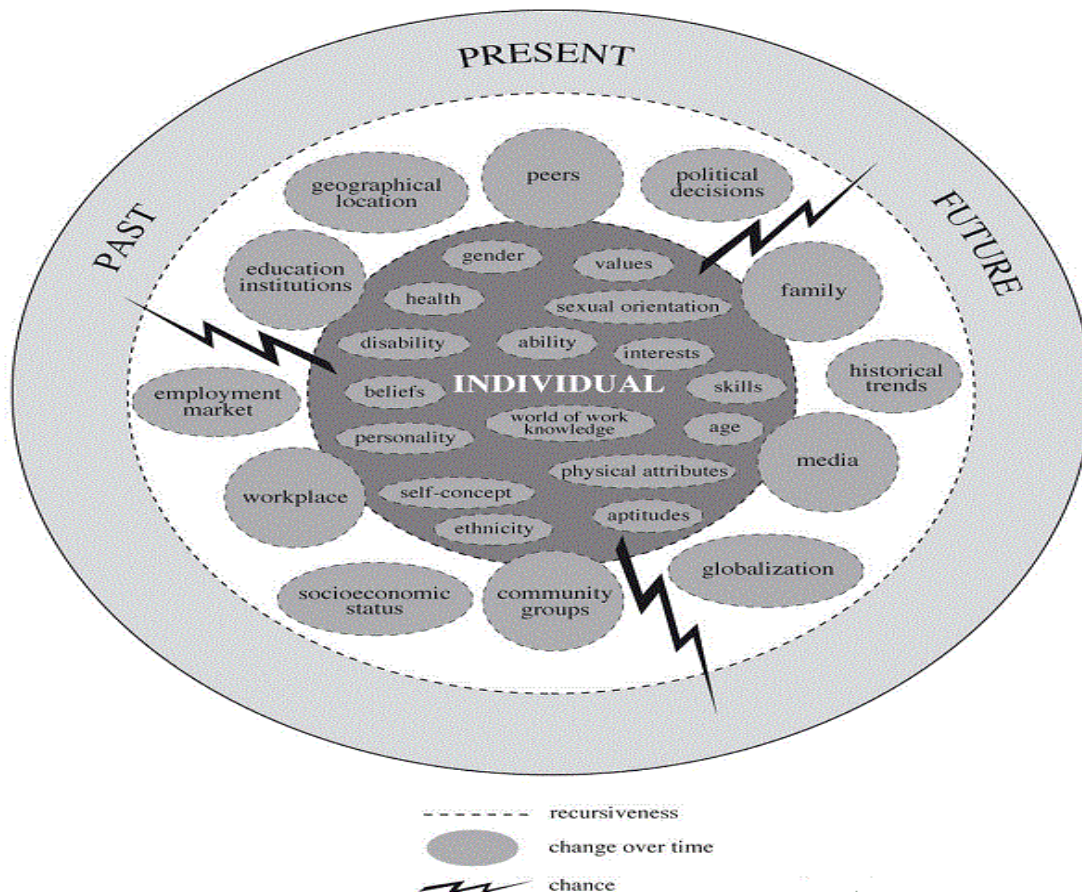 PRESENT
PAST
FUTURE
geographical
location
peers
political
decisions
education
institutions
family
employment
market
historical
trends
workplace
media
socioeconomic
status
community
groups
globalization
gender
values
health
sexual orientation
disability
ability
interests
INDIVIDUAL
beliefs
skills
world of work
knowledge
age
personality
physical attributes
self-concept
ethnicity
aptitudes
recursiveness
change over time
chance